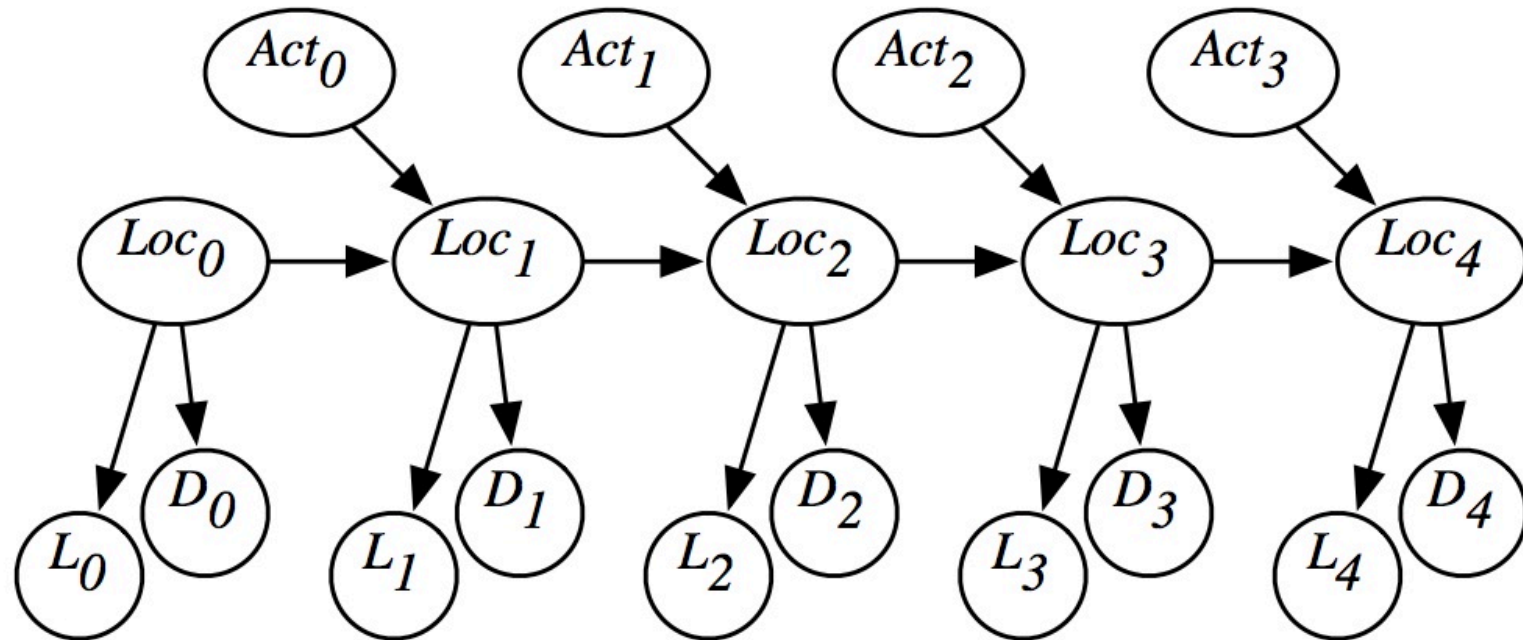 Act0 Act1 Act2 Act3
Loc0 Loc1 Loc2 Loc3 Loc4
D0 D1 D2 D3 D4
L0 L1 L2 L3 L4